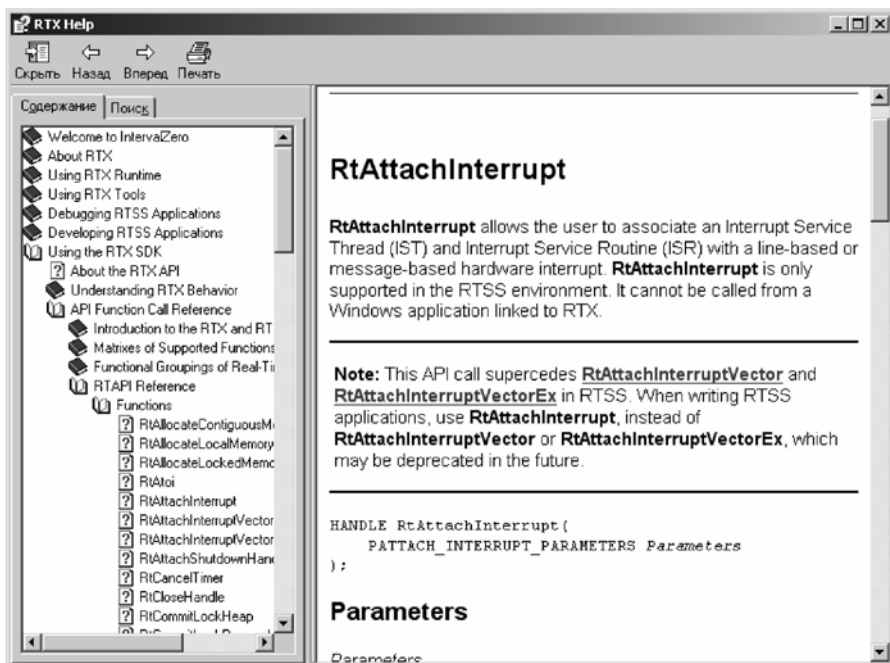 RTX Help
Скрыть Назад Вперед Печать
Содержание Поиск
Welcome to IntervalZero
About RTX
Using RTX Runtime
Using RTX Tools
Debugging RTSS Applications
Developing RTSS Applications
Using the RTX SDK
About the RTX API
Understanding RTX Behavior
API Function Call Reference
Introduction to the RTX and RT
Matrixes of Supported Functions
Functional Groupings of Real-Ti
RTAPI Reference
Functions
RtAllocateContiguousM
RtAllocateLocalMemory
RtAllocateLockedMemo
RtAtoi
RtAttachInterrupt
RtAttachInterruptVector
RtAttachInterruptVector
RtAttachShutdownHand
RtCancelTimer
RtCloseHandle
RtCommitLockHeap
RtAttachInterrupt
RtAttachInterrupt allows the user to associate an Interrupt Service
Thread (IST) and Interrupt Service Routine (ISR) with a line-based or
message-based hardware interrupt. RtAttachInterrupt is only
supported in the RTSS environment. It cannot be called from a
Windows application linked to RTX.
Note: This API call supercedes RtAttachInterruptVector and
RtAttachInterruptVectorEx in RTSS. When writing RTSS
applications, use RtAttachInterrupt, instead of
RtAttachInterruptVector or RtAttachInterruptVectorEx, which
may be deprecated in the future.
HANDLE RtAttachInterrupt(
PATTACH_INTERRUPT_PARAMETERS Parameters
);
Parameters
Parameters